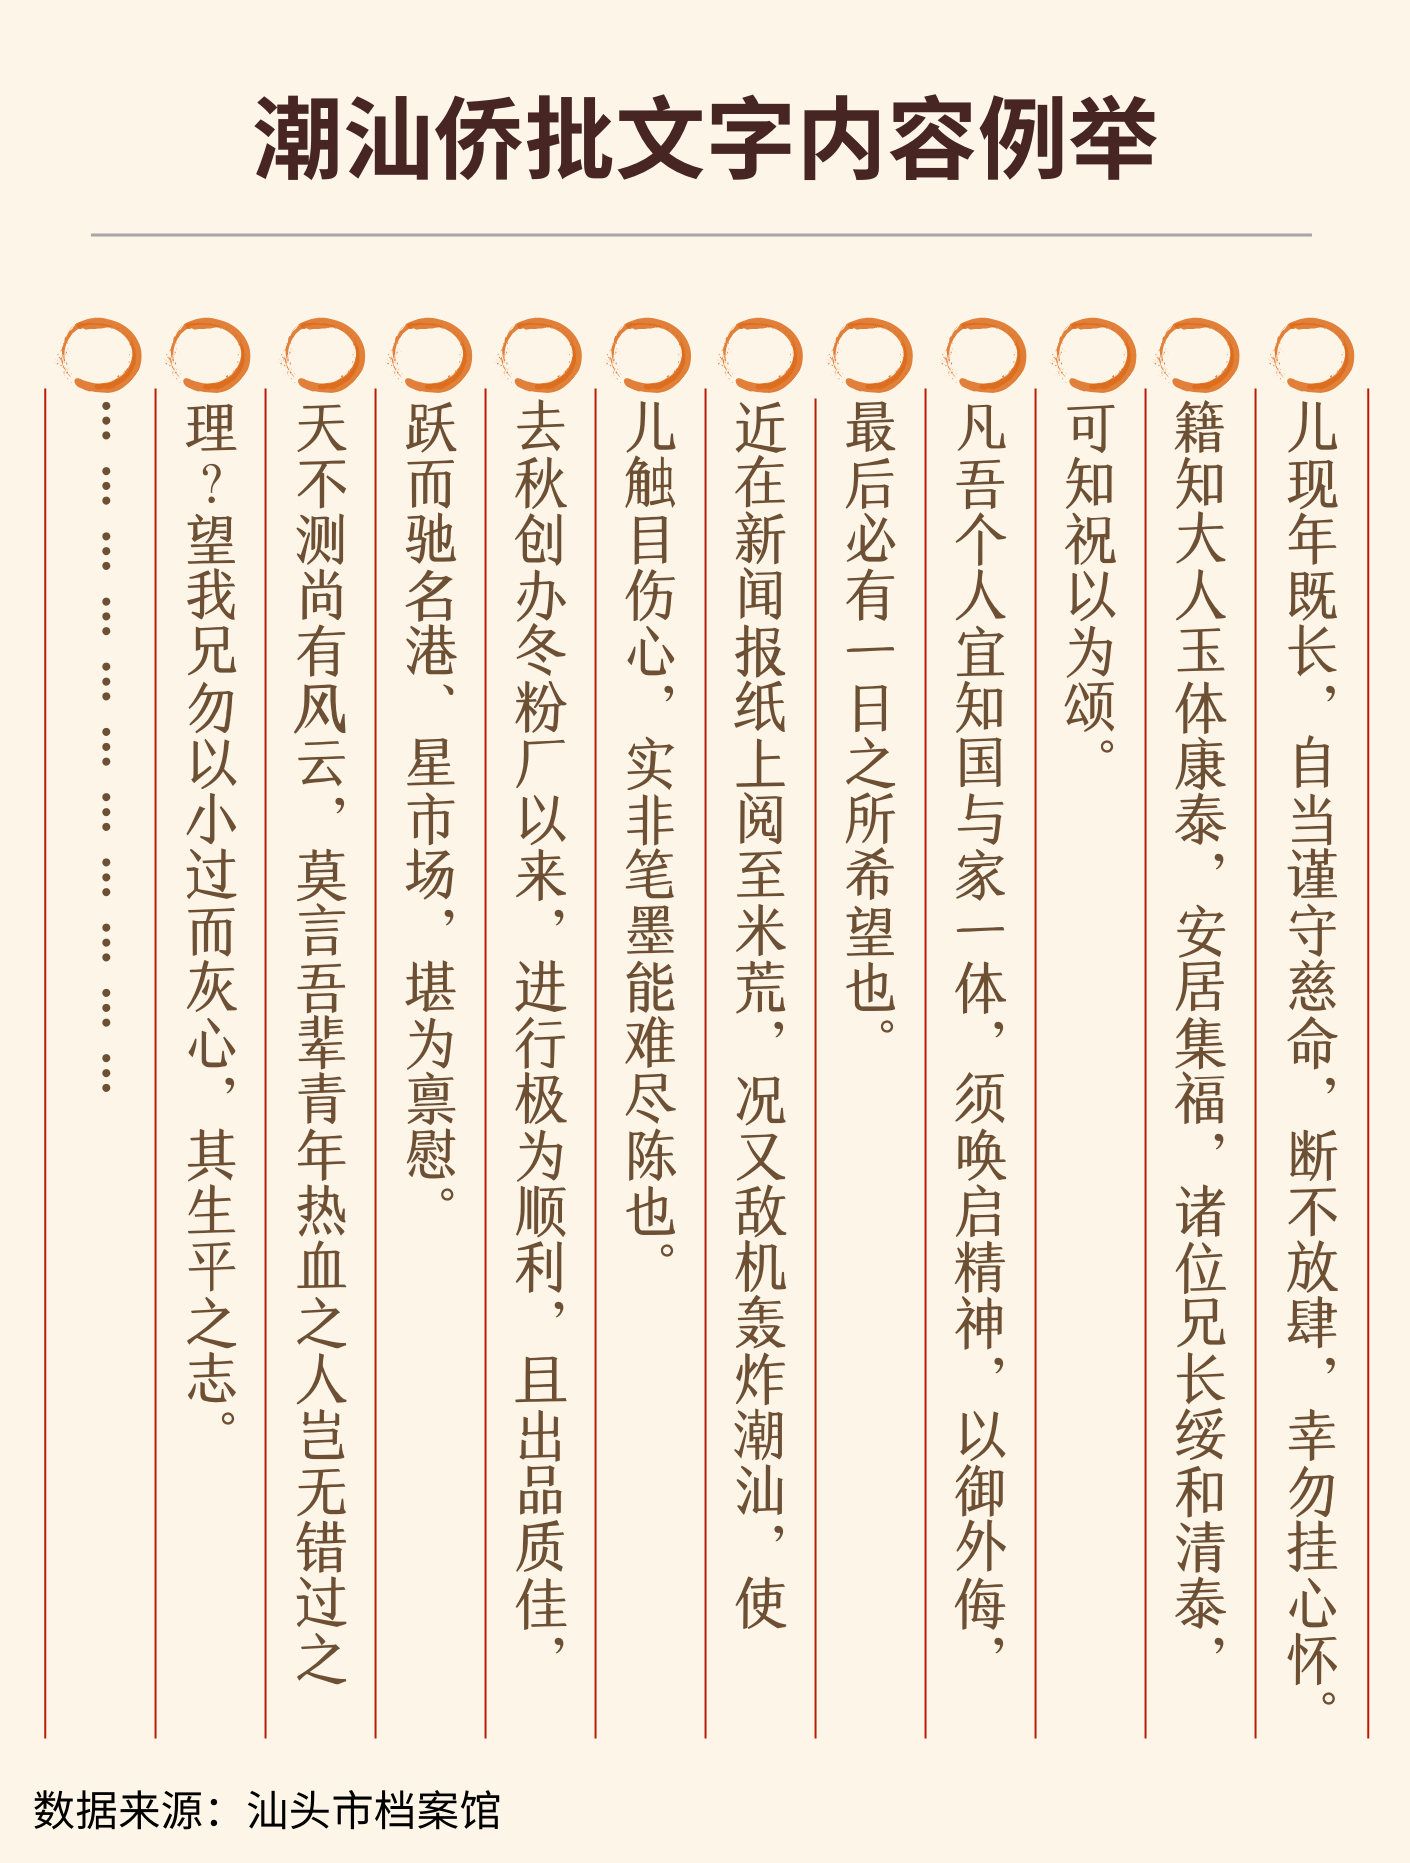 潮汕侨批文字内容例举
儿现年既长，自当谨守慈命，断不放肆，幸勿挂心怀。
籍知大人玉体康泰，安居集福，诸位兄长绥和清泰，
可知祝以为颂。
凡吾个人宜知国与家一体，须唤启精神，以御外侮，
最后必有一日之所希望也。
近在新闻报纸上阅至米荒，况又敌机轰炸潮汕，使
儿触目伤心，实非笔墨能难尽陈也。
去秋创办冬粉厂以来，进行极为顺利，且出品质佳，
跃而驰名港、星市场，堪为禀慰。
天不测尚有风云，莫言吾辈青年热血之人岂无错过之
理？望我兄勿以小过而灰心，其生平之志。
………………………………
数据来源：汕头市档案馆